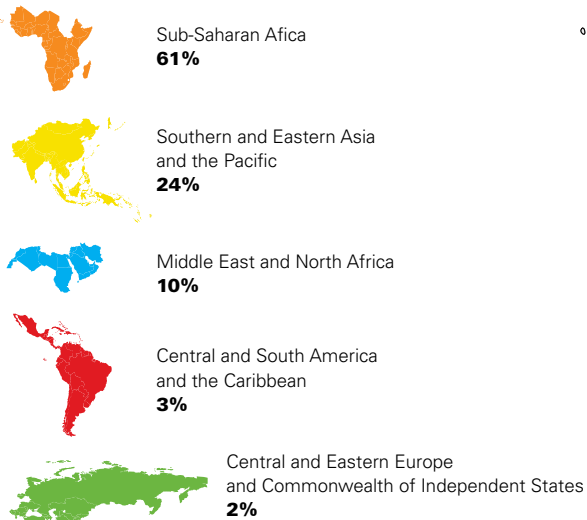 Sub-Saharan Afica
61%
Southern and Eastern Asia
and the Pacific
24%
Middle East and North Africa
10%
Central and South America
and the Caribbean
3%
Central and Eastern Europe
and Commonwealth of Independent States
2%